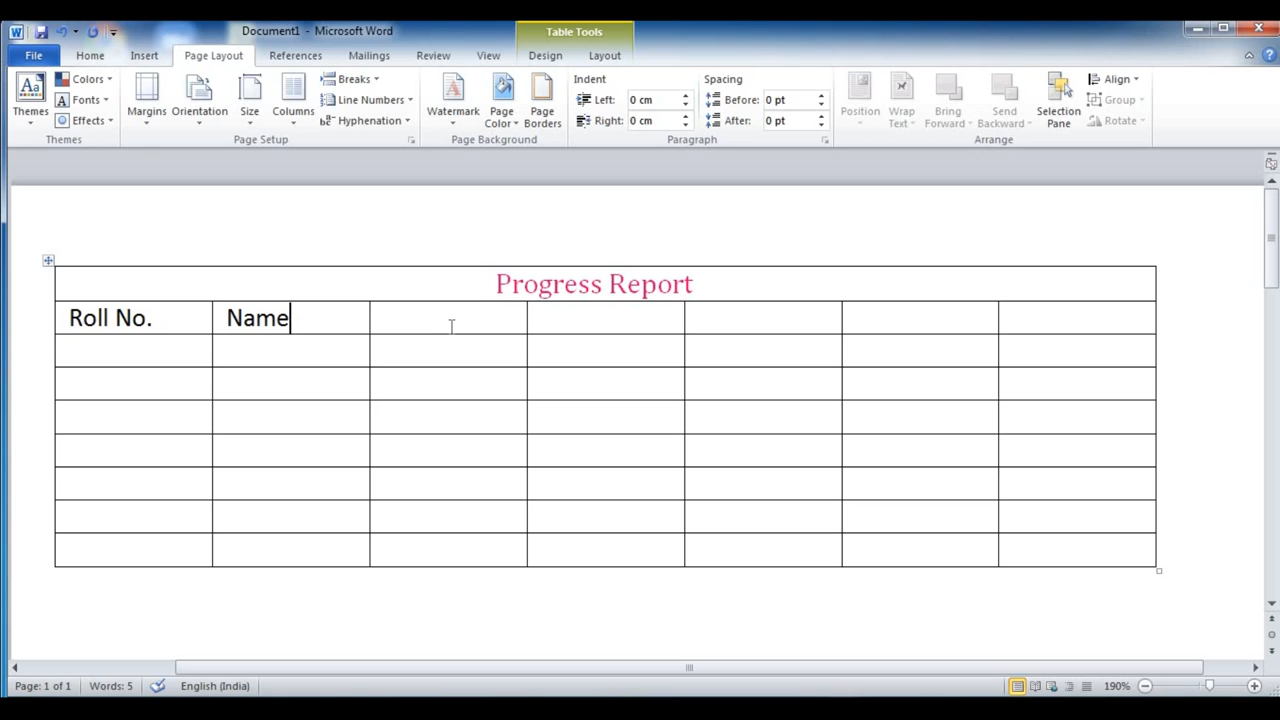 Document1 - Microsoft Word
Table Tools
File Home Insert Page Layout References Mailings Review View Design Layout
Themes
Colors
Fonts
Effects
Themes
Margins
Orientation
Size
Columns
Breaks
Line Numbers
Hyphenation
Page Setup
Watermark
Page Color
Page Borders
Page Background
Indent
Left: 0 cm
Right: 0 cm
Spacing
Before: 0 pt
After: 0 pt
Paragraph
Position
Wrap Text
Bring Forward
Send Backward
Selection Pane
Align
Group
Rotate
Arrange
Progress Report
Roll No. Name
Page: 1 of 1 Words: 5 English (India) 190%